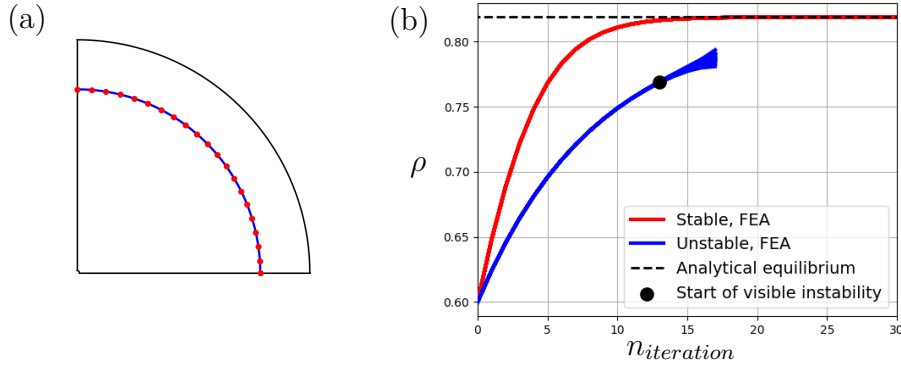 (a)
(b)
0.80
0.75
0.70
0.65
0.60
ρ
Stable, FEA
Unstable, FEA
Analytical equilibrium
Start of visible instability
0 5 10 15 20 25 30
n_iteration